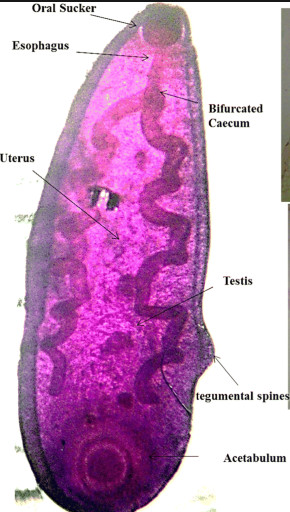 Oral Sucker
Esophagus
Bifurcated
Caecum
Uterus
Testis
tegumental spines
Acetabulum